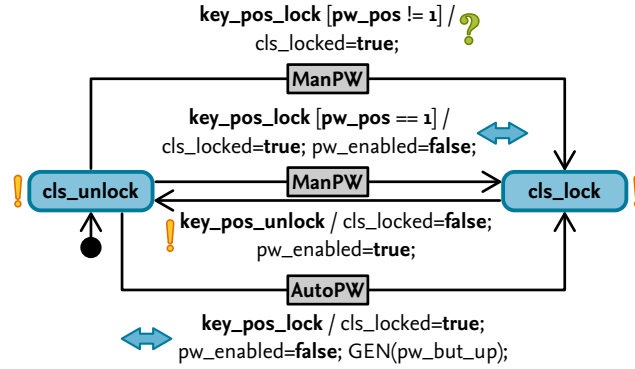 key_pos_lock [pw_pos != 1] / ?
cls_locked=true;
ManPW
key_pos_lock [pw_pos == 1] /
cls_locked=true; pw_enabled=false;
! cls_unlock ManPW cls_lock !
! key_pos_unlock / cls_locked=false;
pw_enabled=true;
AutoPW
key_pos_lock / cls_locked=true;
pw_enabled=false; GEN(pw_but_up);